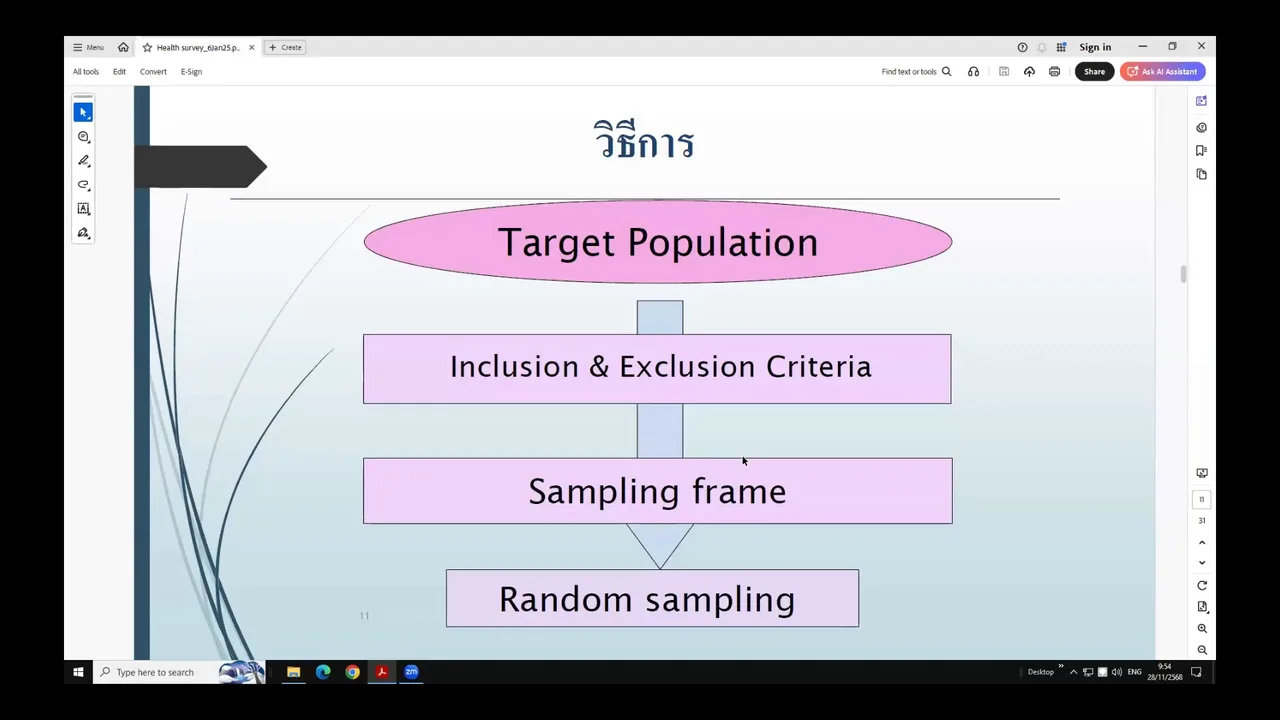 Menu
Health survey_6Jan25.p..
Create
Sign in
All tools
Edit
Convert
E-Sign
Find text or tools
Share
Ask AI Assistant
วิธีการ
Target Population
Inclusion & Exclusion Criteria
Sampling frame
Random sampling
11
11
31
Type here to search
zm
Desktop
ENG
9:54
28/11/2568